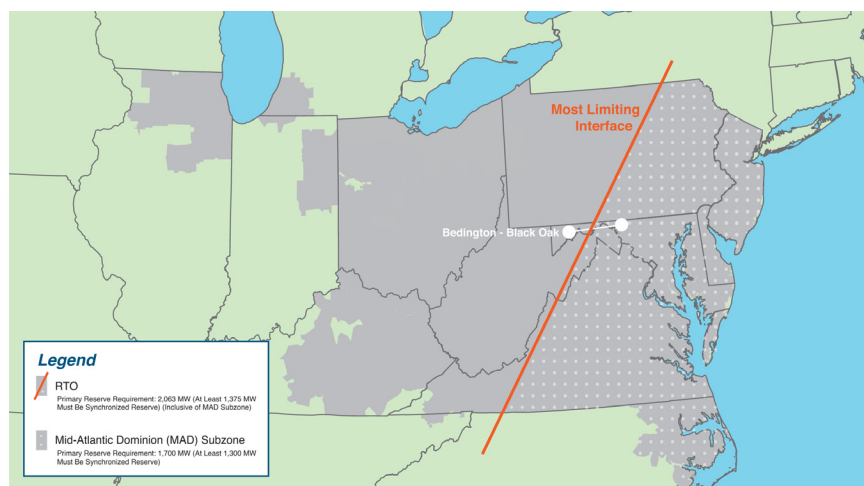 Most Limiting
Interface
Bedington - Black Oak
Legend
RTO
Primary Reserve Requirement: 2,063 MW (At Least 1,375 MW
Must Be Synchronized Reserve) (Inclusive of MAD Subzone)
Mid-Atlantic Dominion (MAD) Subzone
Primary Reserve Requirement: 1,700 MW (At Least 1,300 MW
Must Be Synchronized Reserve)